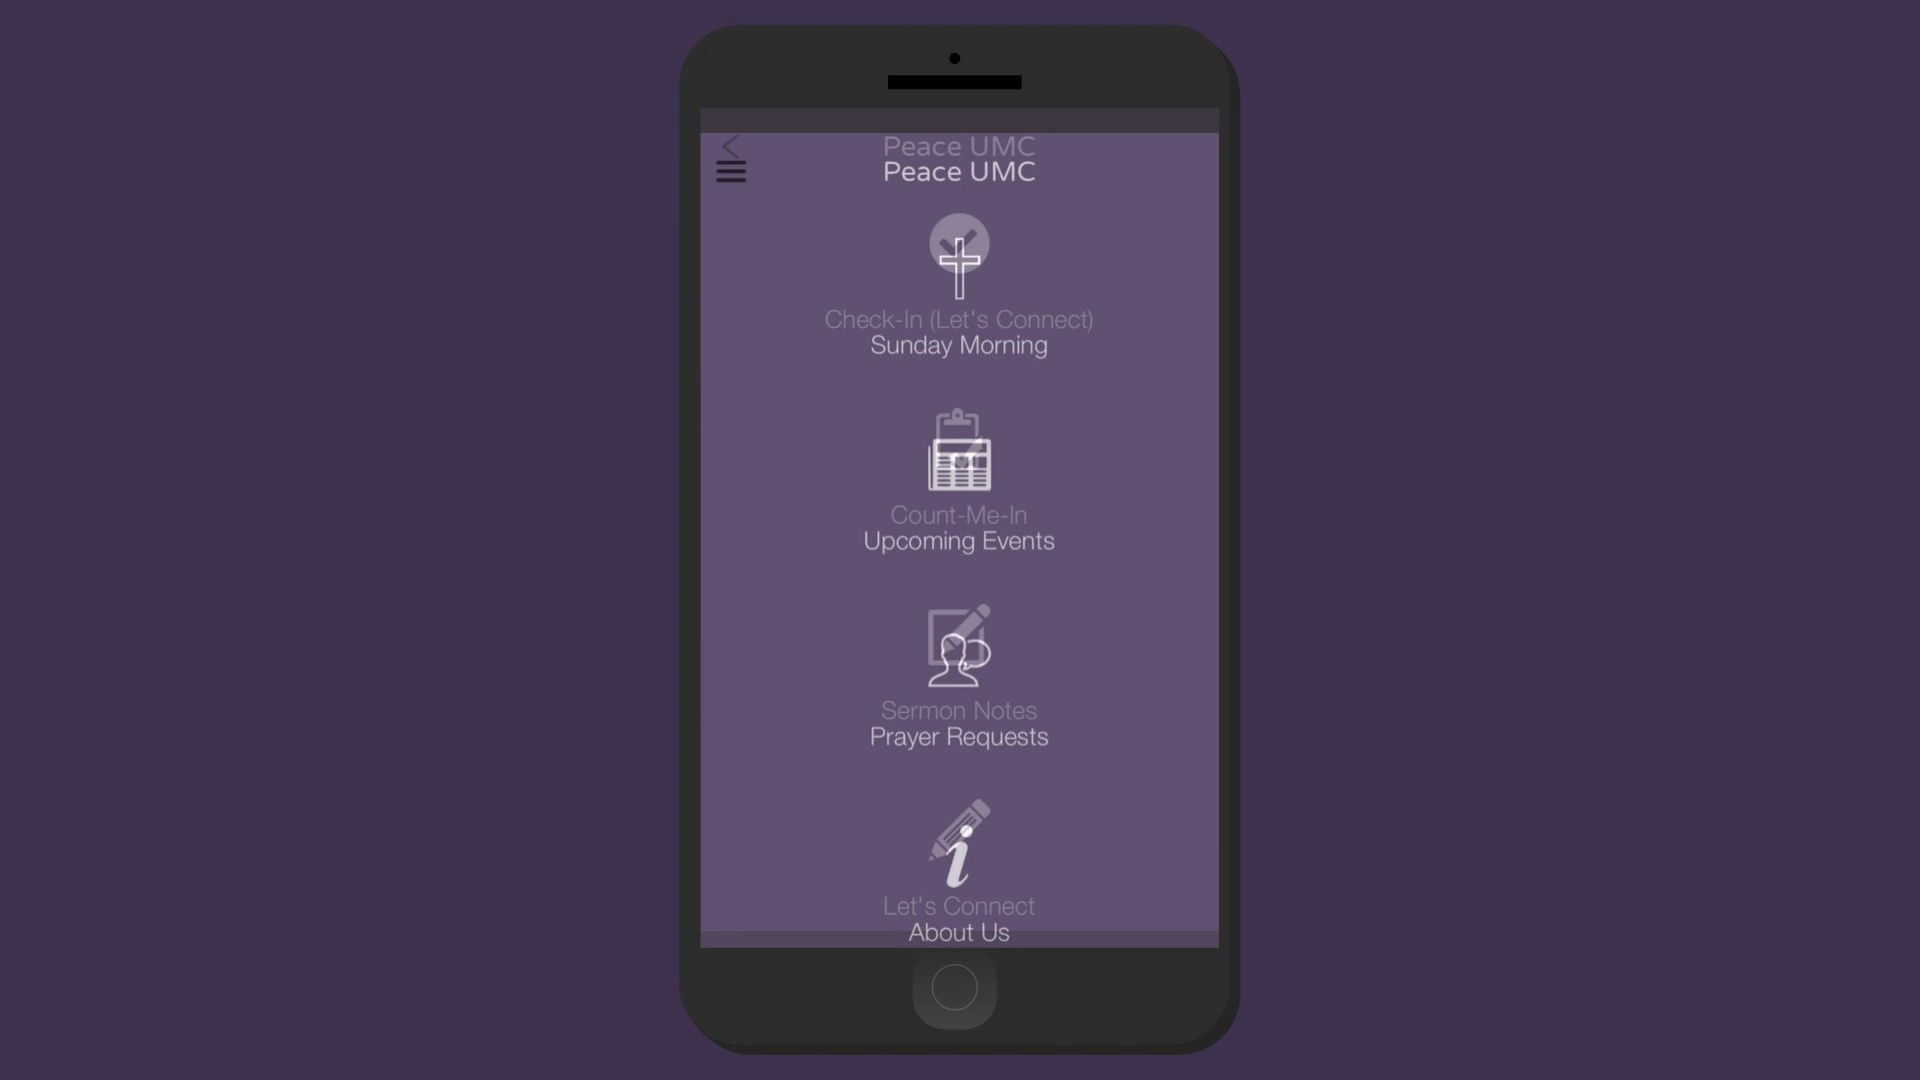 Peace UMC
Peace UMC
Check-In (Let's Connect)
Sunday Morning
Count-Me-In
Upcoming Events
Sermon Notes
Prayer Requests
Let's Connect
About Us